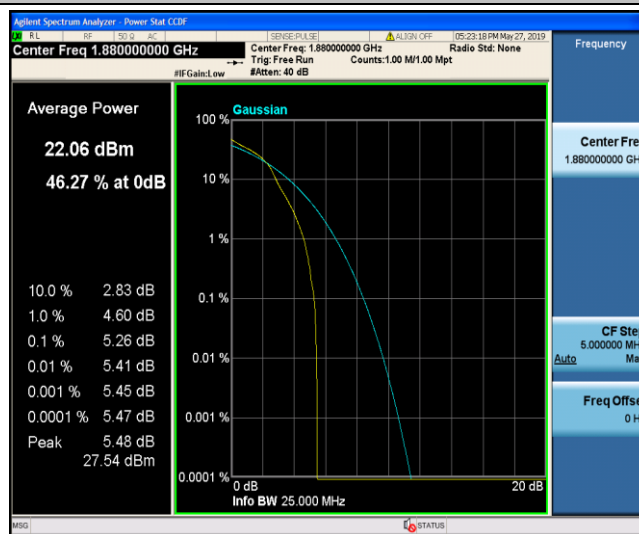 Agilent Spectrum Analyzer - Power Stat CCDF
RL RF 50 Ω AC SENSE:PULSE ALIGN OFF 05:23:18 PM May 27, 2019
Center Freq 1.880000000 GHz
Center Freq: 1.880000000 GHz Radio Std: None
Trig: Free Run Counts:1.00 M/1.00 Mpt
#IFGain:Low #Atten: 40 dB
Frequency
Average Power
22.06 dBm
46.27 % at 0dB
10.0 % 2.83 dB
1.0 % 4.60 dB
0.1 % 5.26 dB
0.01 % 5.41 dB
0.001 % 5.45 dB
0.0001 % 5.47 dB
Peak 5.48 dB
27.54 dBm
Gaussian
100 %
10 %
1 %
0.1 %
0.01 %
0.001 %
0.0001 %
0 dB 20 dB
Info BW 25.000 MHz
Center Fre
1.880000000 GH
CF Ste
5.000000 MH
Auto Ma
Freq Offse
0 H
MSG STATUS